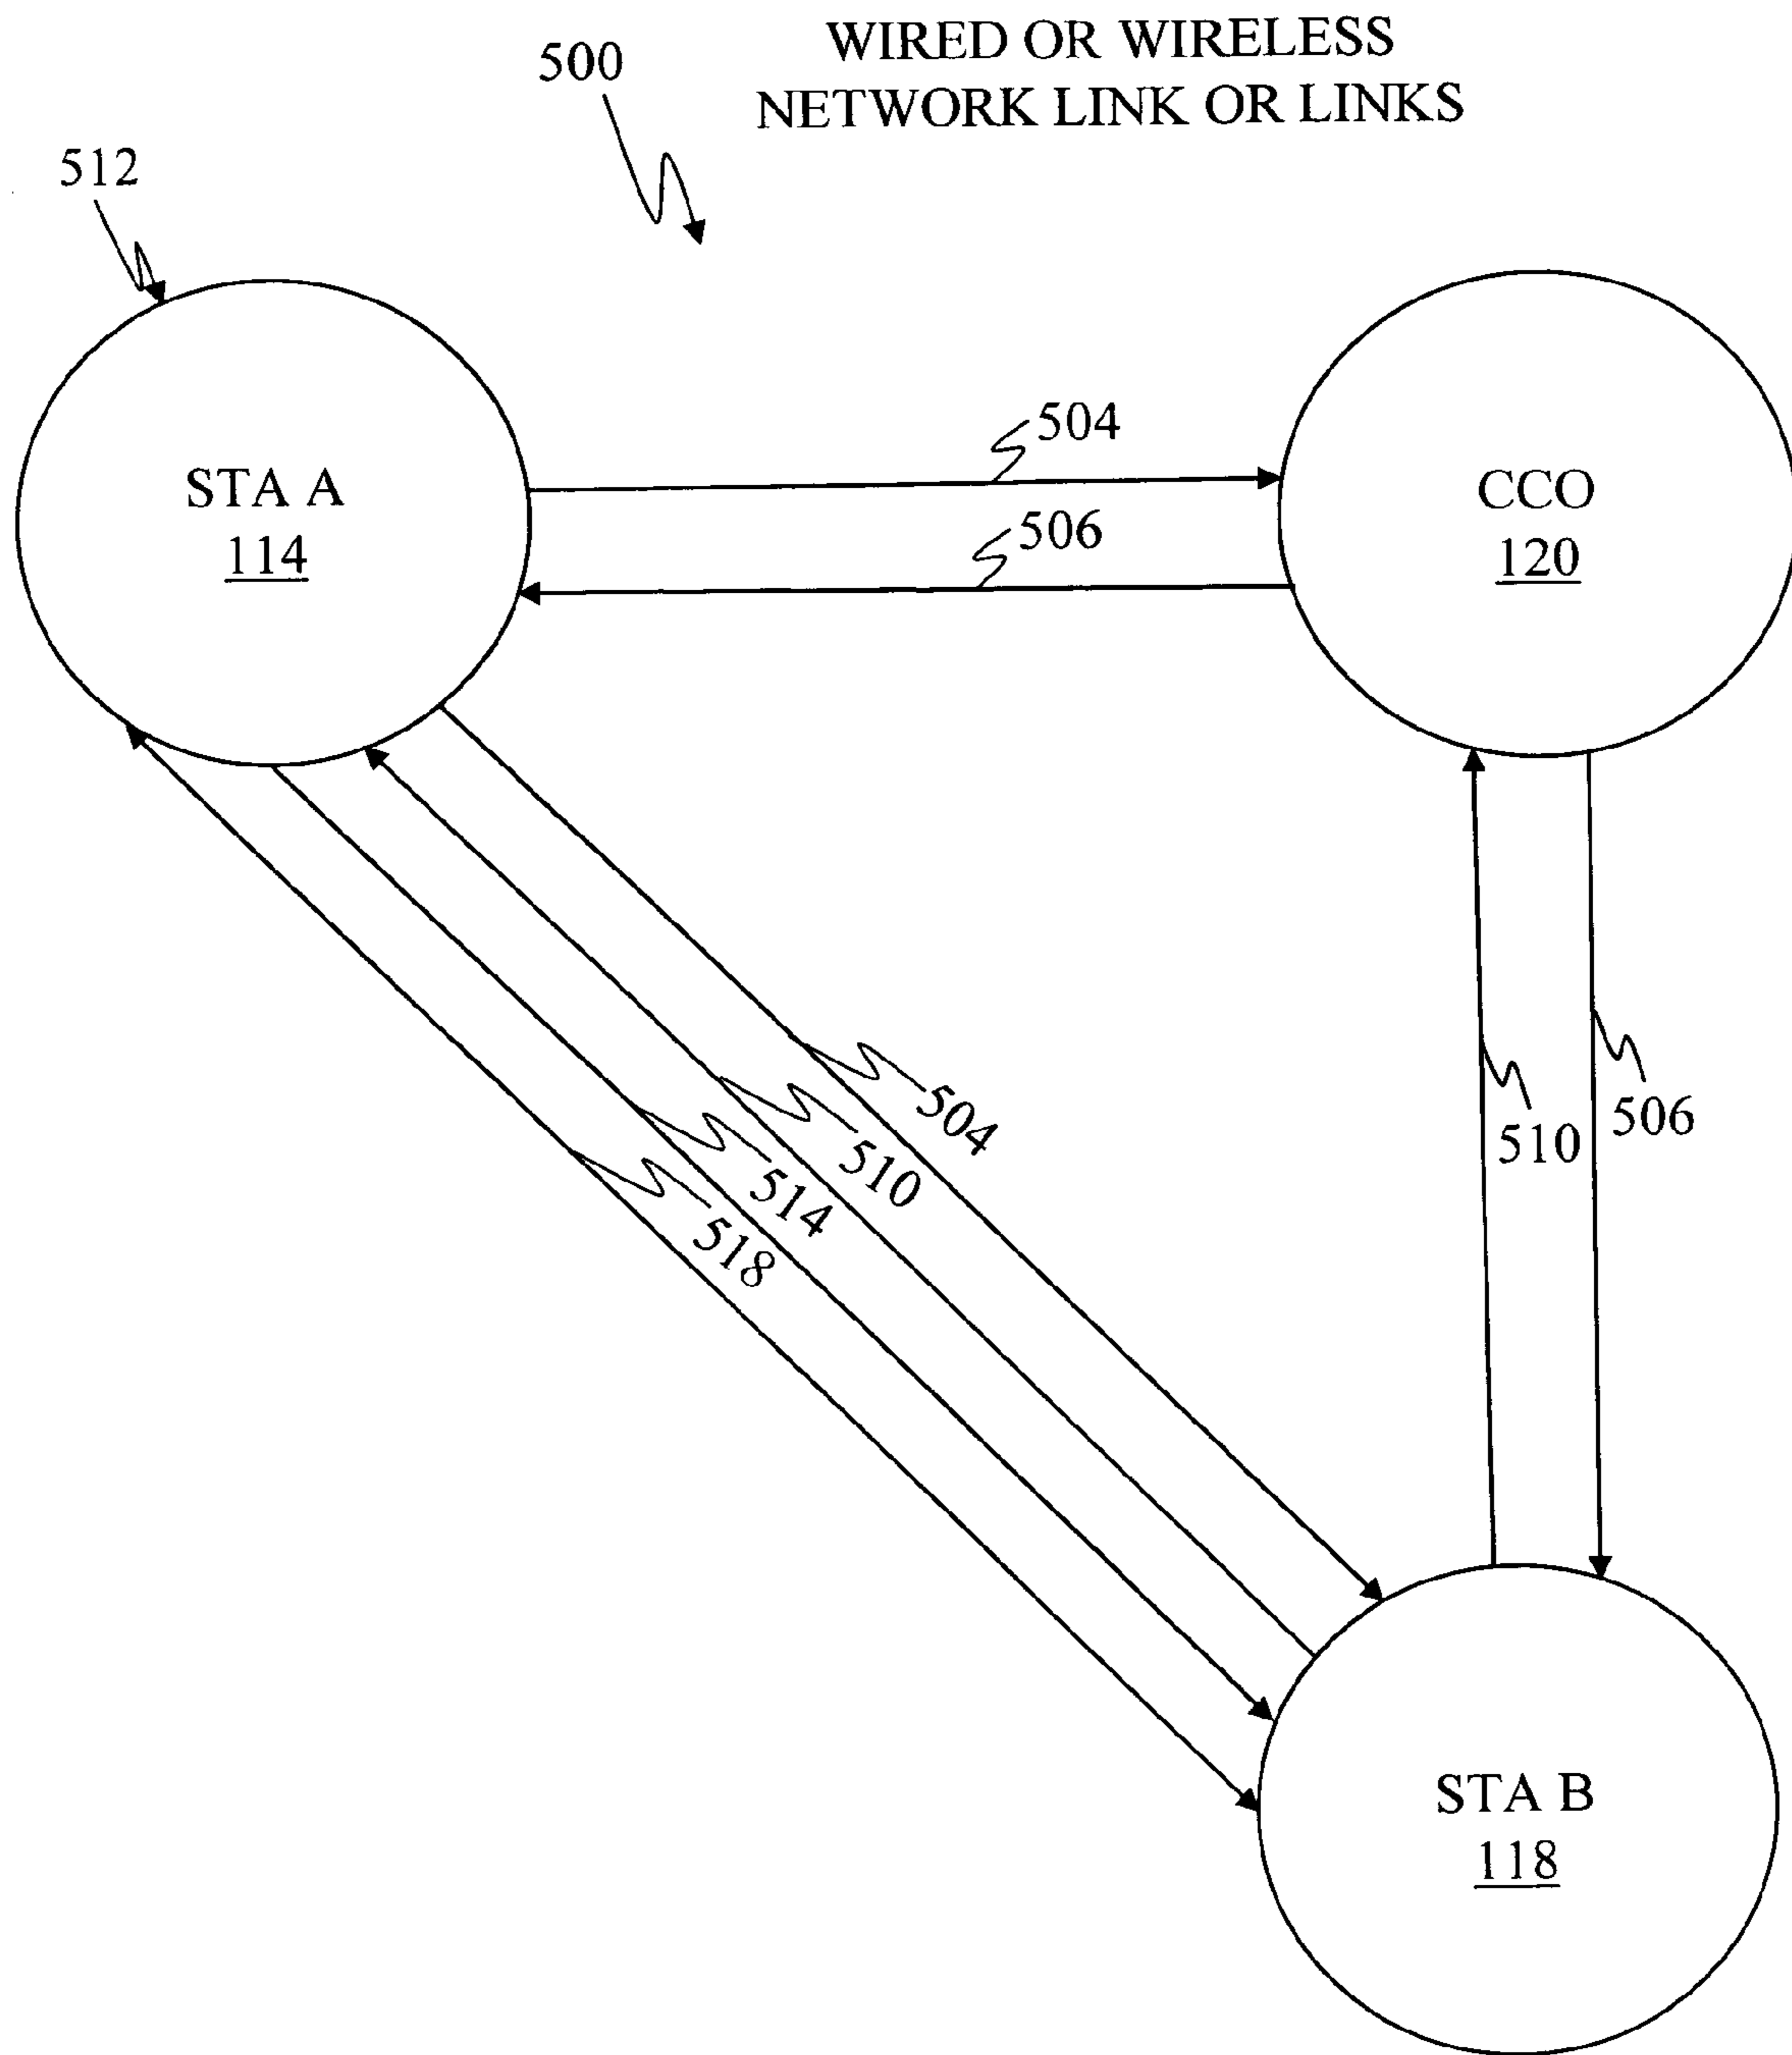 WIRED OR WIRELESS
NETWORK LINK OR LINKS
500
512
504
STA A
114
CCO
120
506
504
510
514
518
510
506
STA B
118